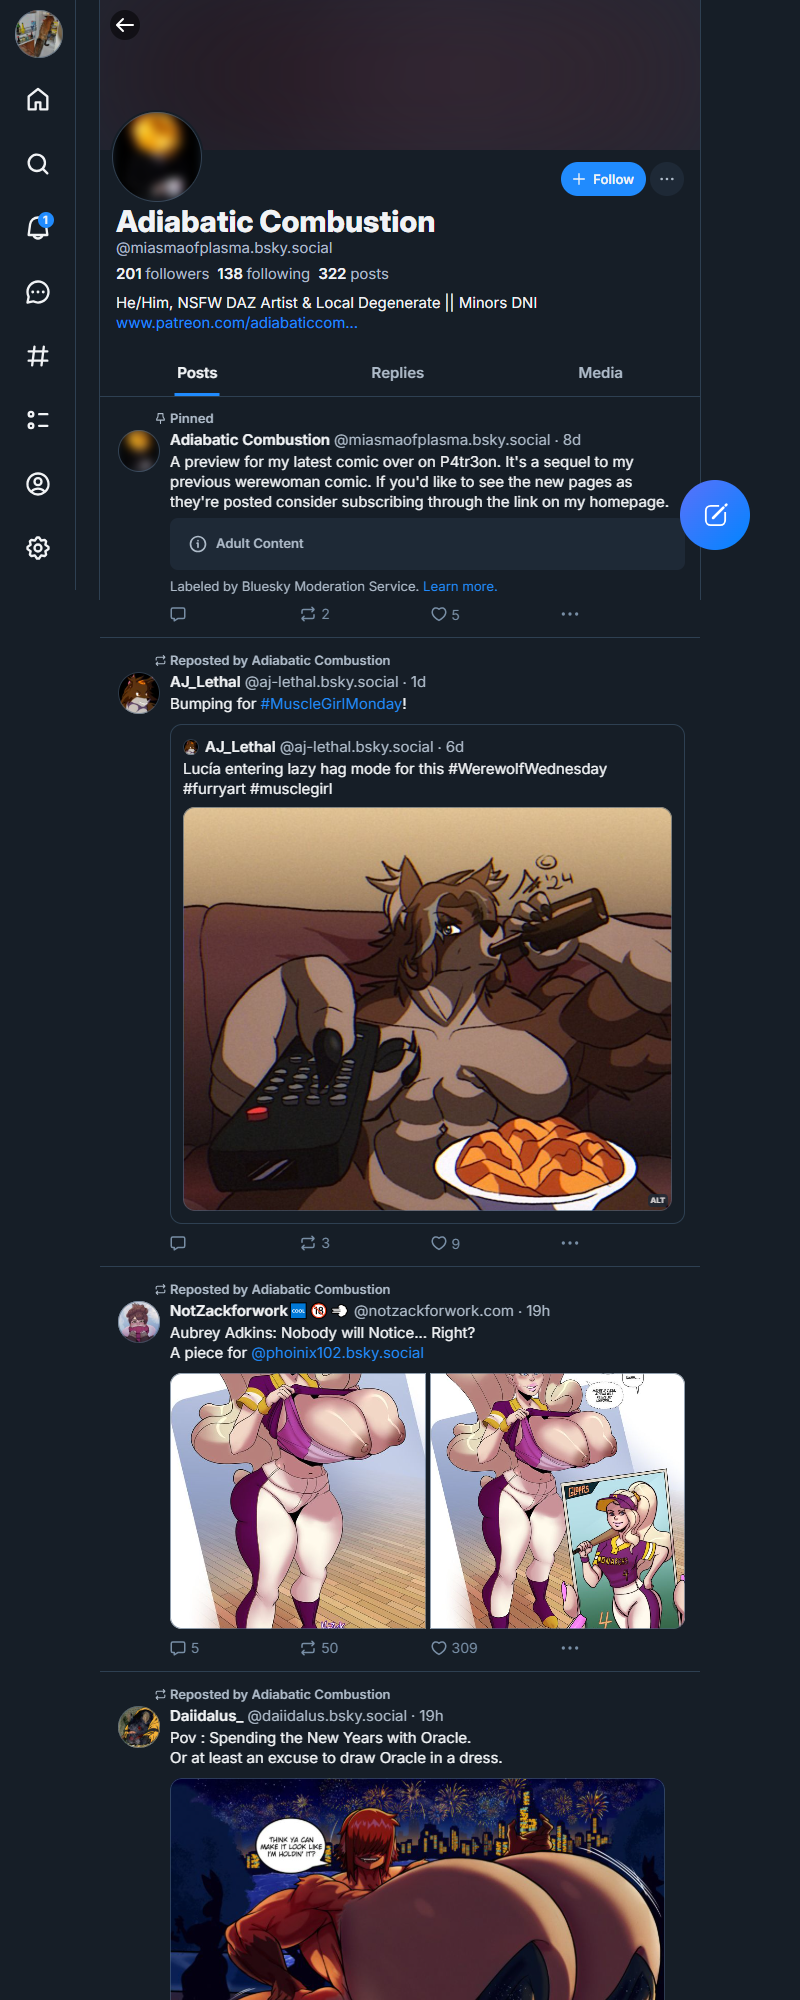 1
Follow
Adiabatic Combustion
@miasmaofplasma.bsky.social
201 followers 138 following 322 posts
He/Him, NSFW DAZ Artist & Local Degenerate || Minors DNI
www.patreon.com/adiabaticcom...
Posts Replies Media
Pinned
Adiabatic Combustion @miasmaofplasma.bsky.social · 8d
A preview for my latest comic over on P4tr3on. It's a sequel to my
previous werewoman comic. If you'd like to see the new pages as
they're posted consider subscribing through the link on my homepage.
Adult Content
Labeled by Bluesky Moderation Service. Learn more.
2 5
Reposted by Adiabatic Combustion
AJ_Lethal @aj-lethal.bsky.social · 1d
Bumping for #MuscleGirlMonday!
AJ_Lethal @aj-lethal.bsky.social · 6d
Lucía entering lazy hag mode for this #WerewolfWednesday
#furryart #musclegirl
'24
ALT
3 9
Reposted by Adiabatic Combustion
NotZackforwork COOL 18 @notzackforwork.com · 19h
Aubrey Adkins: Nobody will Notice... Right?
A piece for @phoinix102.bsky.social
4
5 50 309
Reposted by Adiabatic Combustion
Daiidalus_ @daiidalus.bsky.social · 19h
Pov : Spending the New Years with Oracle.
Or at least an excuse to draw Oracle in a dress.
THINK YA CAN
MAKE IT LOOK LIKE
I'M HOLDIN' IT?